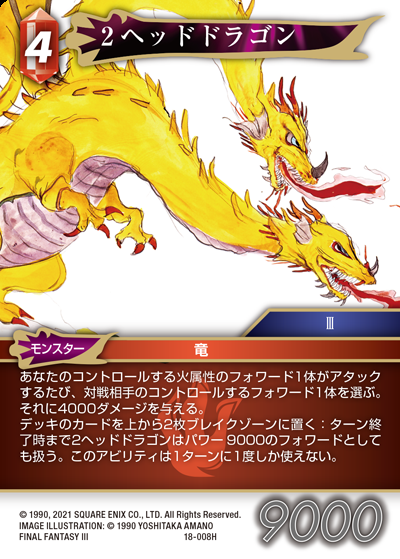 4
2ヘッドドラゴン
III
モンスター
竜
あなたのコントロールする火属性のフォワード1体がアタック
するたび、対戦相手のコントロールするフォワード1体を選ぶ。
それに4000ダメージを与える。
デッキのカードを上から2枚ブレイクゾーンに置く：ターン終
了時まで2ヘッドドラゴンはパワー 9000のフォワードとして
も扱う。このアビリティは1ターンに1度しか使えない。
© 1990, 2021 SQUARE ENIX CO., LTD. All Rights Reserved.
IMAGE ILLUSTRATION: © 1990 YOSHITAKA AMANO
FINAL FANTASY III 18-008H
9000